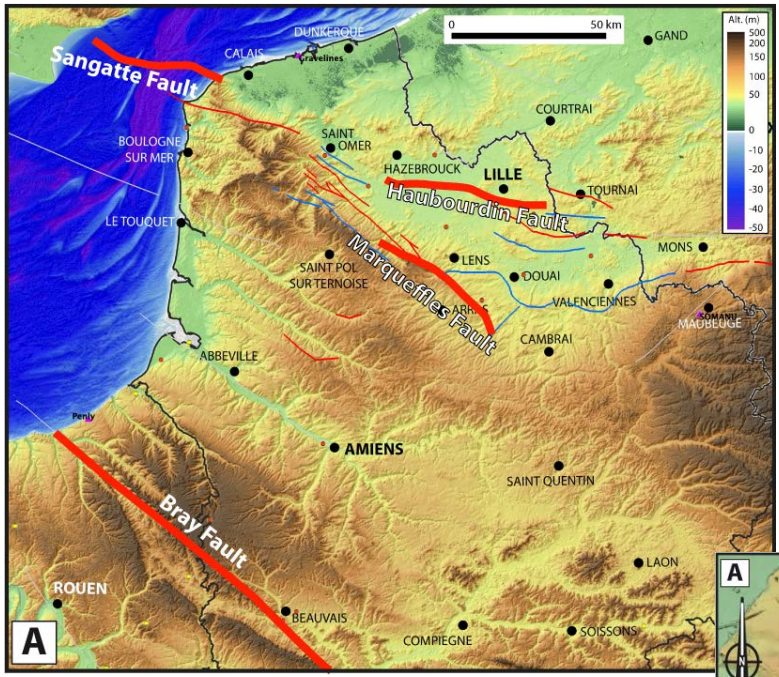 0
50 km
Alt. (m)
500
200
150
100
50
0
-10
-20
-30
-40
-50
DUNKERQUE
GAND
CALAIS
Gravelines
Sangatte Fault
COURTRAI
BOULOGNE
SUR MER
SAINT
OMER
HAZEBROUCK
LILLE
TOURNAI
Haubourdin Fault
LE TOUQUET
MONS
Marqueffles Fault
SAINT POL
SUR TERNOISE
LENS
DOUAI
VALENCIENNES
ARRAS
SOMANU
MAUBEUGE
CAMBRAI
ABBEVILLE
Penly
AMIENS
SAINT QUENTIN
Bray Fault
LAON
ROUEN
BEAUVAIS
COMPIEGNE
SOISSONS
A
A
N